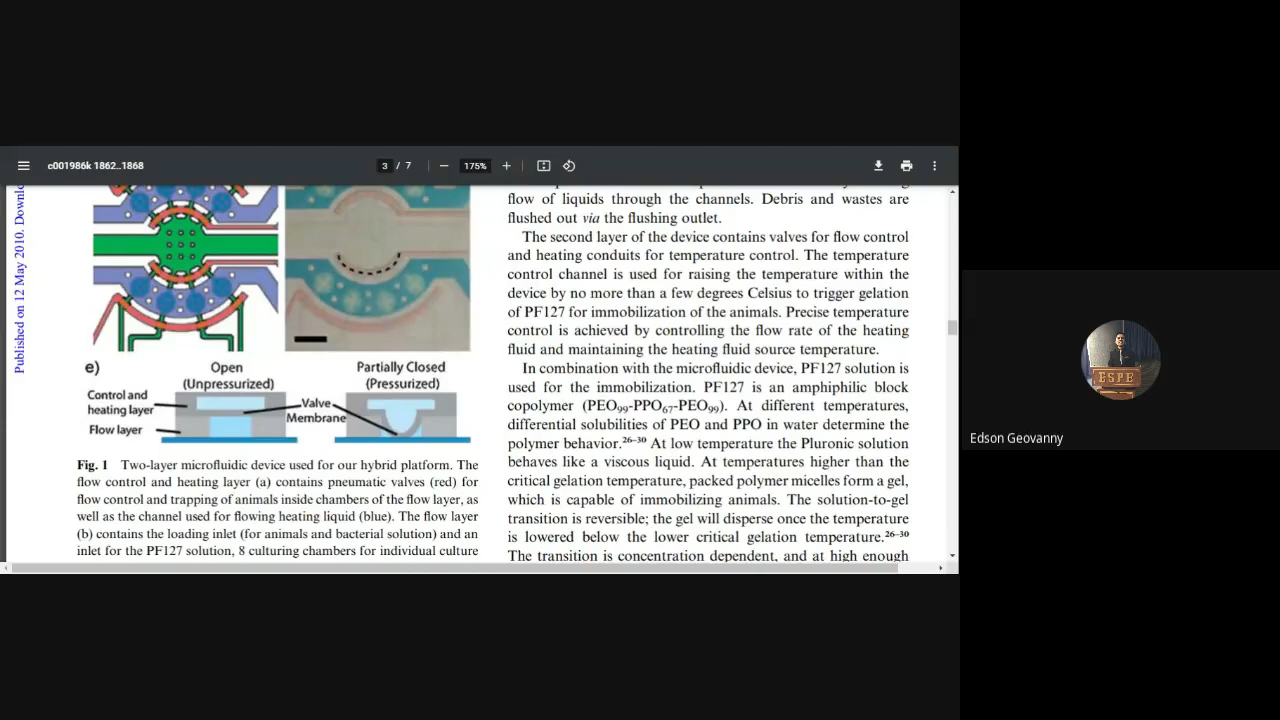 c001986k 1862..1868
3 / 7
175%
Published on 12 May 2010. Downlo
e)
Open
(Unpressurized)
Partially Closed
(Pressurized)
Control and
heating layer
Flow layer
Valve
Membrane
Fig. 1 Two-layer microfluidic device used for our hybrid platform. The
flow control and heating layer (a) contains pneumatic valves (red) for
flow control and trapping of animals inside chambers of the flow layer, as
well as the channel used for flowing heating liquid (blue). The flow layer
(b) contains the loading inlet (for animals and bacterial solution) and an
inlet for the PF127 solution, 8 culturing chambers for individual culture
flow of liquids through the channels. Debris and wastes are
flushed out via the flushing outlet.
The second layer of the device contains valves for flow control
and heating conduits for temperature control. The temperature
control channel is used for raising the temperature within the
device by no more than a few degrees Celsius to trigger gelation
of PF127 for immobilization of the animals. Precise temperature
control is achieved by controlling the flow rate of the heating
fluid and maintaining the heating fluid source temperature.
In combination with the microfluidic device, PF127 solution is
used for the immobilization. PF127 is an amphiphilic block
copolymer (PEO₉₉-PPO₆₇-PEO₉₉). At different temperatures,
differential solubilities of PEO and PPO in water determine the
polymer behavior.²⁶⁻³⁰ At low temperature the Pluronic solution
behaves like a viscous liquid. At temperatures higher than the
critical gelation temperature, packed polymer micelles form a gel,
which is capable of immobilizing animals. The solution-to-gel
transition is reversible; the gel will disperse once the temperature
is lowered below the lower critical gelation temperature.²⁶⁻³⁰
The transition is concentration dependent, and at high enough
ESPE
Edson Geovanny